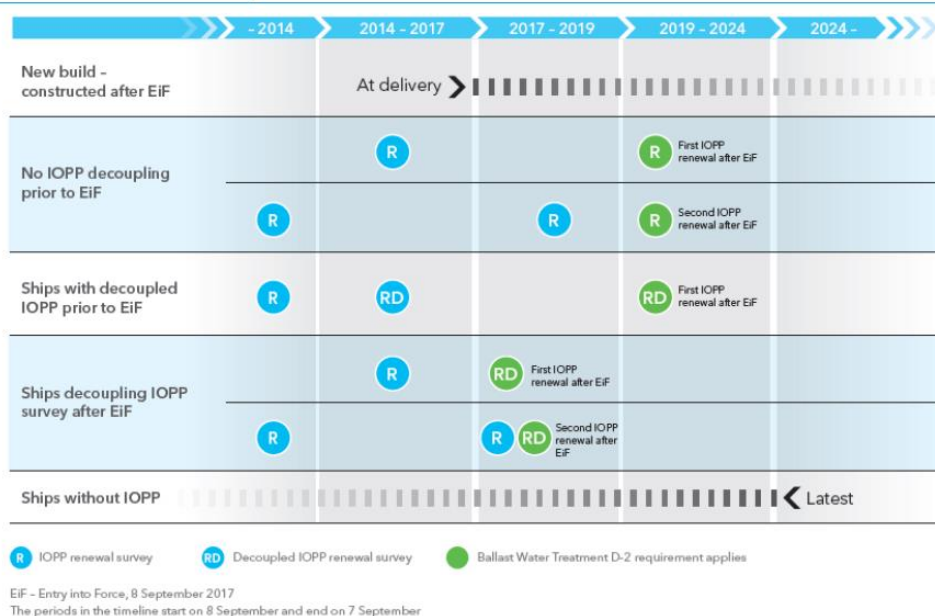 – 2014
2014 – 2017
2017 – 2019
2019 – 2024
2024 –
New build –
constructed after EiF
At delivery
No IOPP decoupling
prior to EiF
R
R
First IOPP
renewal after EiF
R
R
R
Second IOPP
renewal after EiF
Ships with decoupled
IOPP prior to EiF
R
RD
RD
First IOPP
renewal after EiF
Ships decoupling IOPP
survey after EiF
R
RD
First IOPP
renewal after EiF
R
R
RD
Second IOPP
renewal after
EiF
Ships without IOPP
Latest
R
IOPP renewal survey
RD
Decoupled IOPP renewal survey
Ballast Water Treatment D-2 requirement applies
EiF – Entry into Force, 8 September 2017
The periods in the timeline start on 8 September and end on 7 September